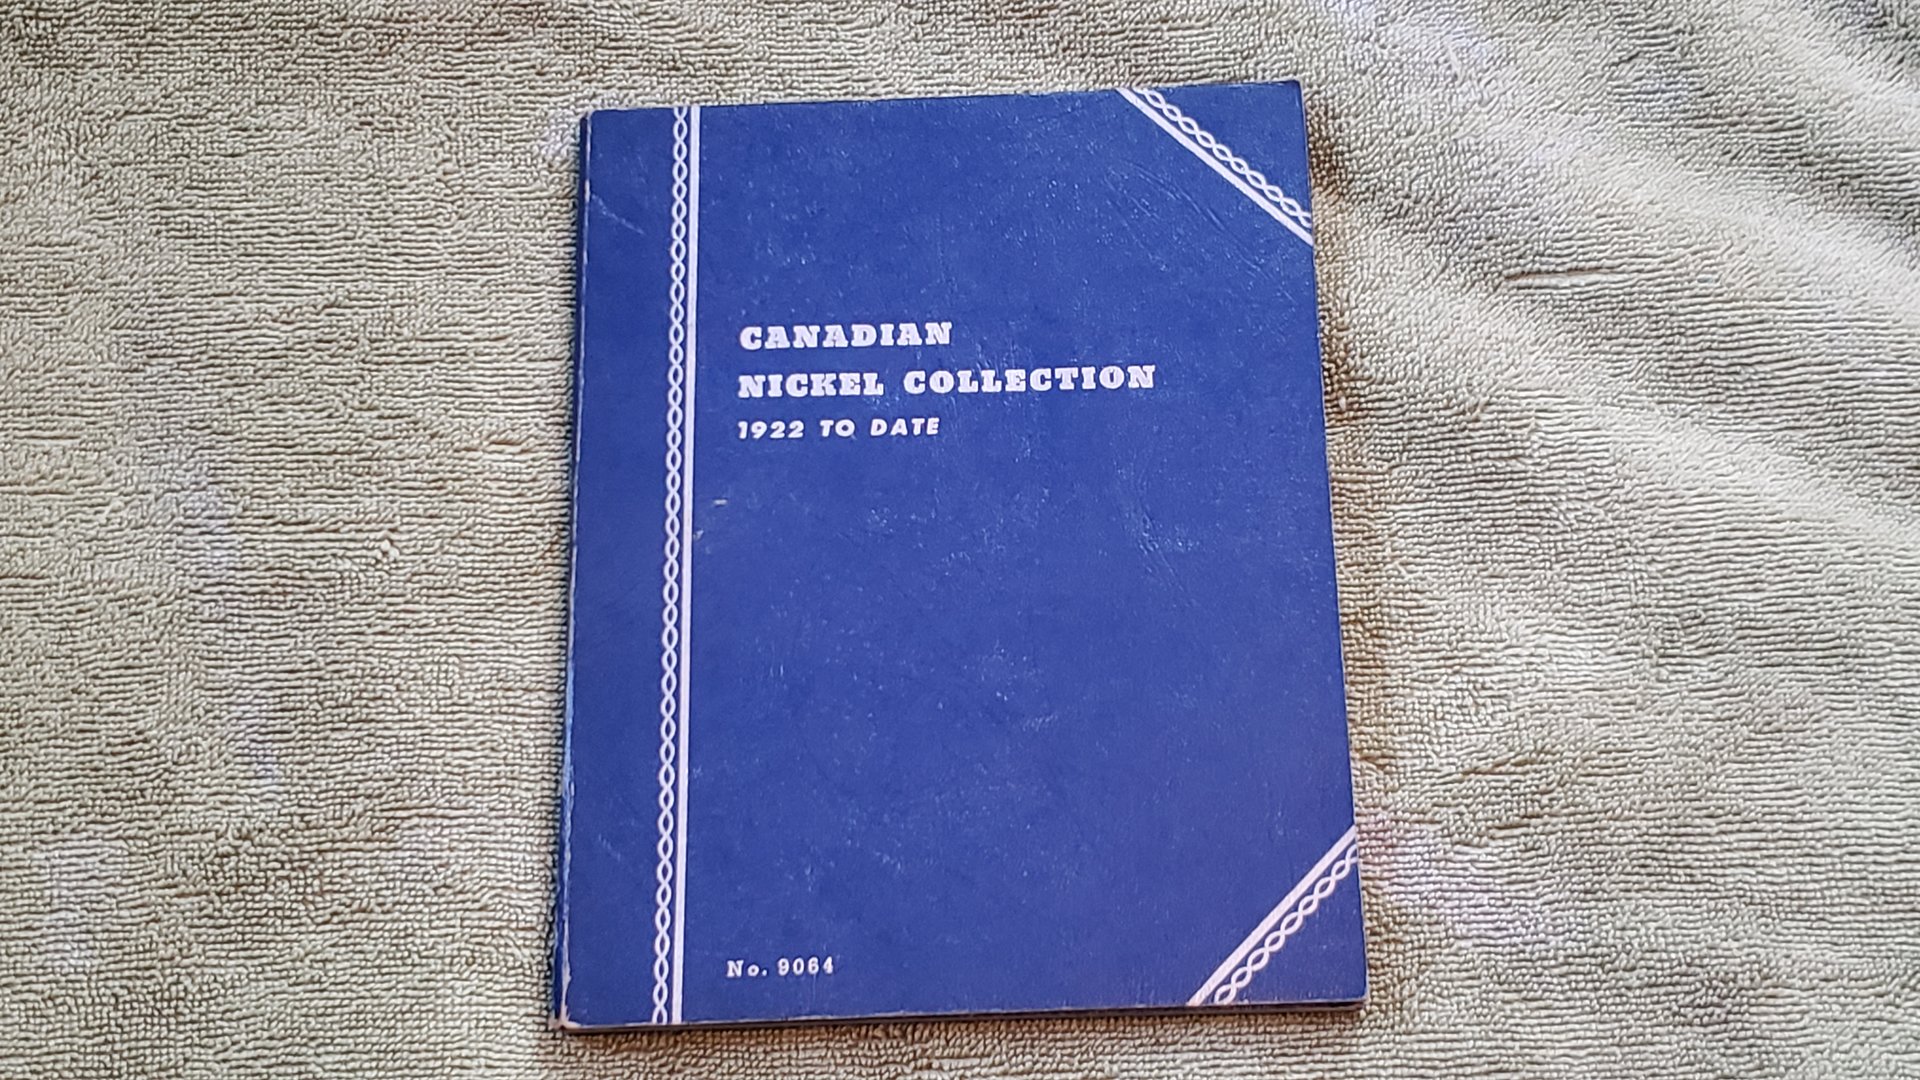 CANADIAN
NICKEL COLLECTION
1922 TO DATE
No. 9064